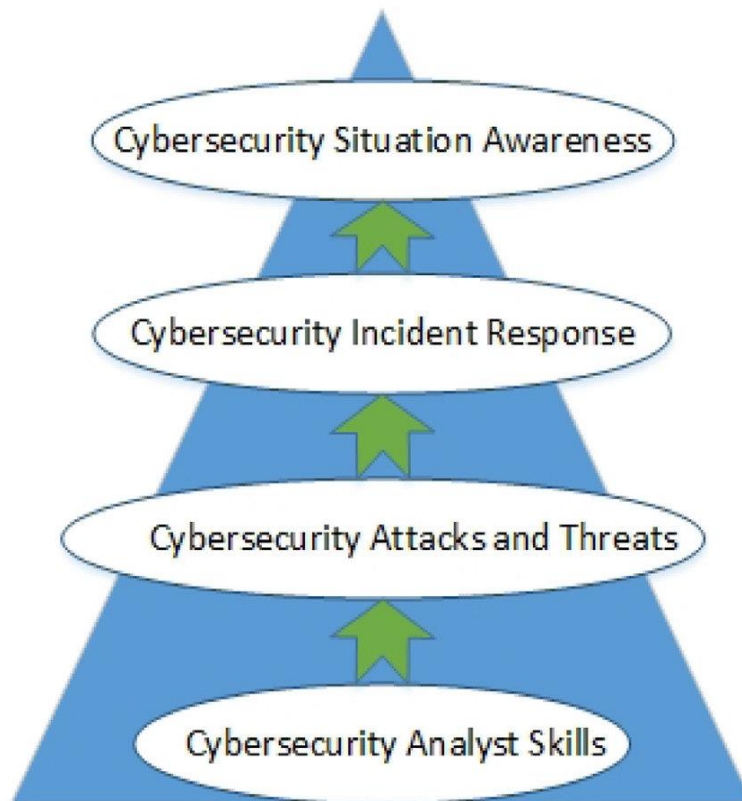 Cybersecurity Situation Awareness
Cybersecurity Incident Response
Cybersecurity Attacks and Threats
Cybersecurity Analyst Skills